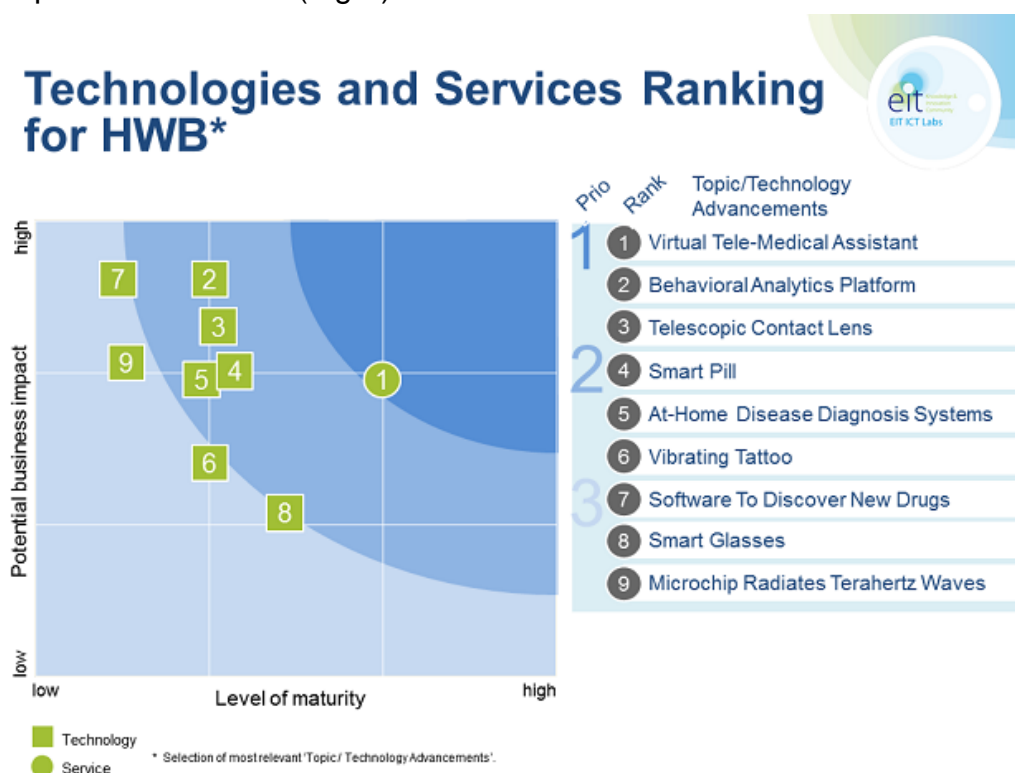 Technologies and Services Ranking
for HWB*
eit
EIT ICT Labs
Prio
Rank
Topic/Technology
Advancements
high
Potential business impact
low
7
2
3
9
5
4
1
6
8
low
Level of maturity
high
1
1 Virtual Tele-Medical Assistant
2 Behavioral Analytics Platform
3 Telescopic Contact Lens
2
4 Smart Pill
5 At-Home Disease Diagnosis Systems
6 Vibrating Tattoo
3
7 Software To Discover New Drugs
8 Smart Glasses
9 Microchip Radiates Terahertz Waves
Technology
* Selection of most relevant 'Topic / Technology Advancements'.
Service